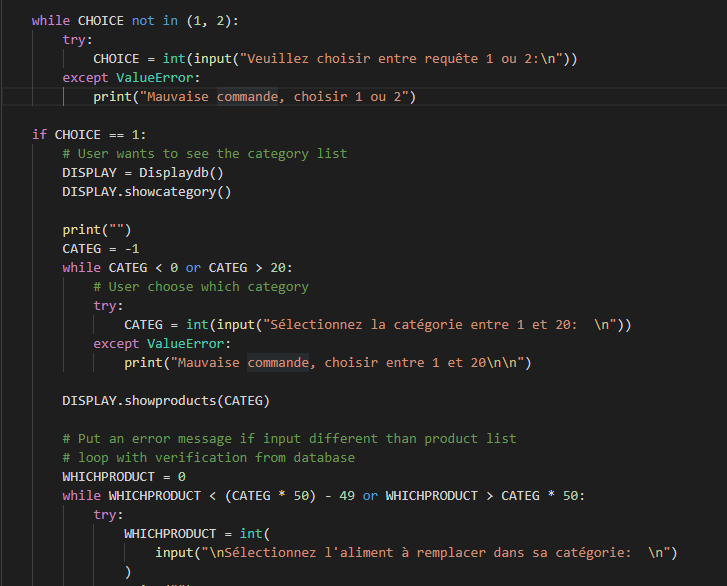 while CHOICE not in (1, 2):
    try:
        CHOICE = int(input("Veuillez choisir entre requête 1 ou 2:\n"))
    except ValueError:
        print("Mauvaise commande, choisir 1 ou 2")

if CHOICE == 1:
    # User wants to see the category list
    DISPLAY = Displaydb()
    DISPLAY.showcategory()

    print("")
    CATEG = -1
    while CATEG < 0 or CATEG > 20:
        # User choose which category
        try:
            CATEG = int(input("Sélectionnez la catégorie entre 1 et 20:  \n"))
        except ValueError:
            print("Mauvaise commande, choisir entre 1 et 20\n\n")

    DISPLAY.showproducts(CATEG)

    # Put an error message if input different than product list
    # loop with verification from database
    WHICHPRODUCT = 0
    while WHICHPRODUCT < (CATEG * 50) - 49 or WHICHPRODUCT > CATEG * 50:
        try:
            WHICHPRODUCT = int(
                input("\nSélectionnez l'aliment à remplacer dans sa catégorie:  \n")
            )